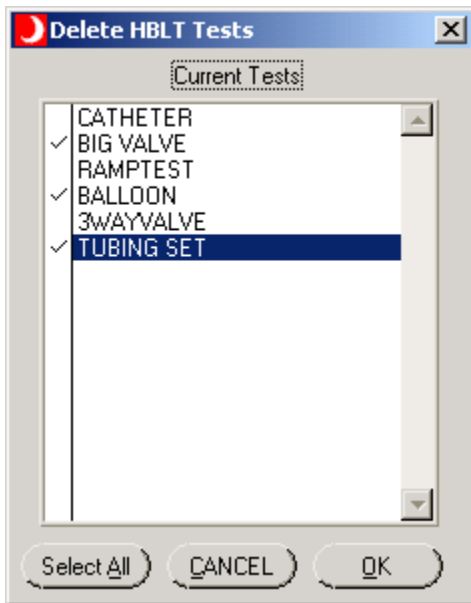 Delete HBLT Tests
Current Tests
CATHETER
BIG VALVE
RAMPTEST
BALLOON
3WAYVALVE
TUBING SET
Select All
CANCEL
OK